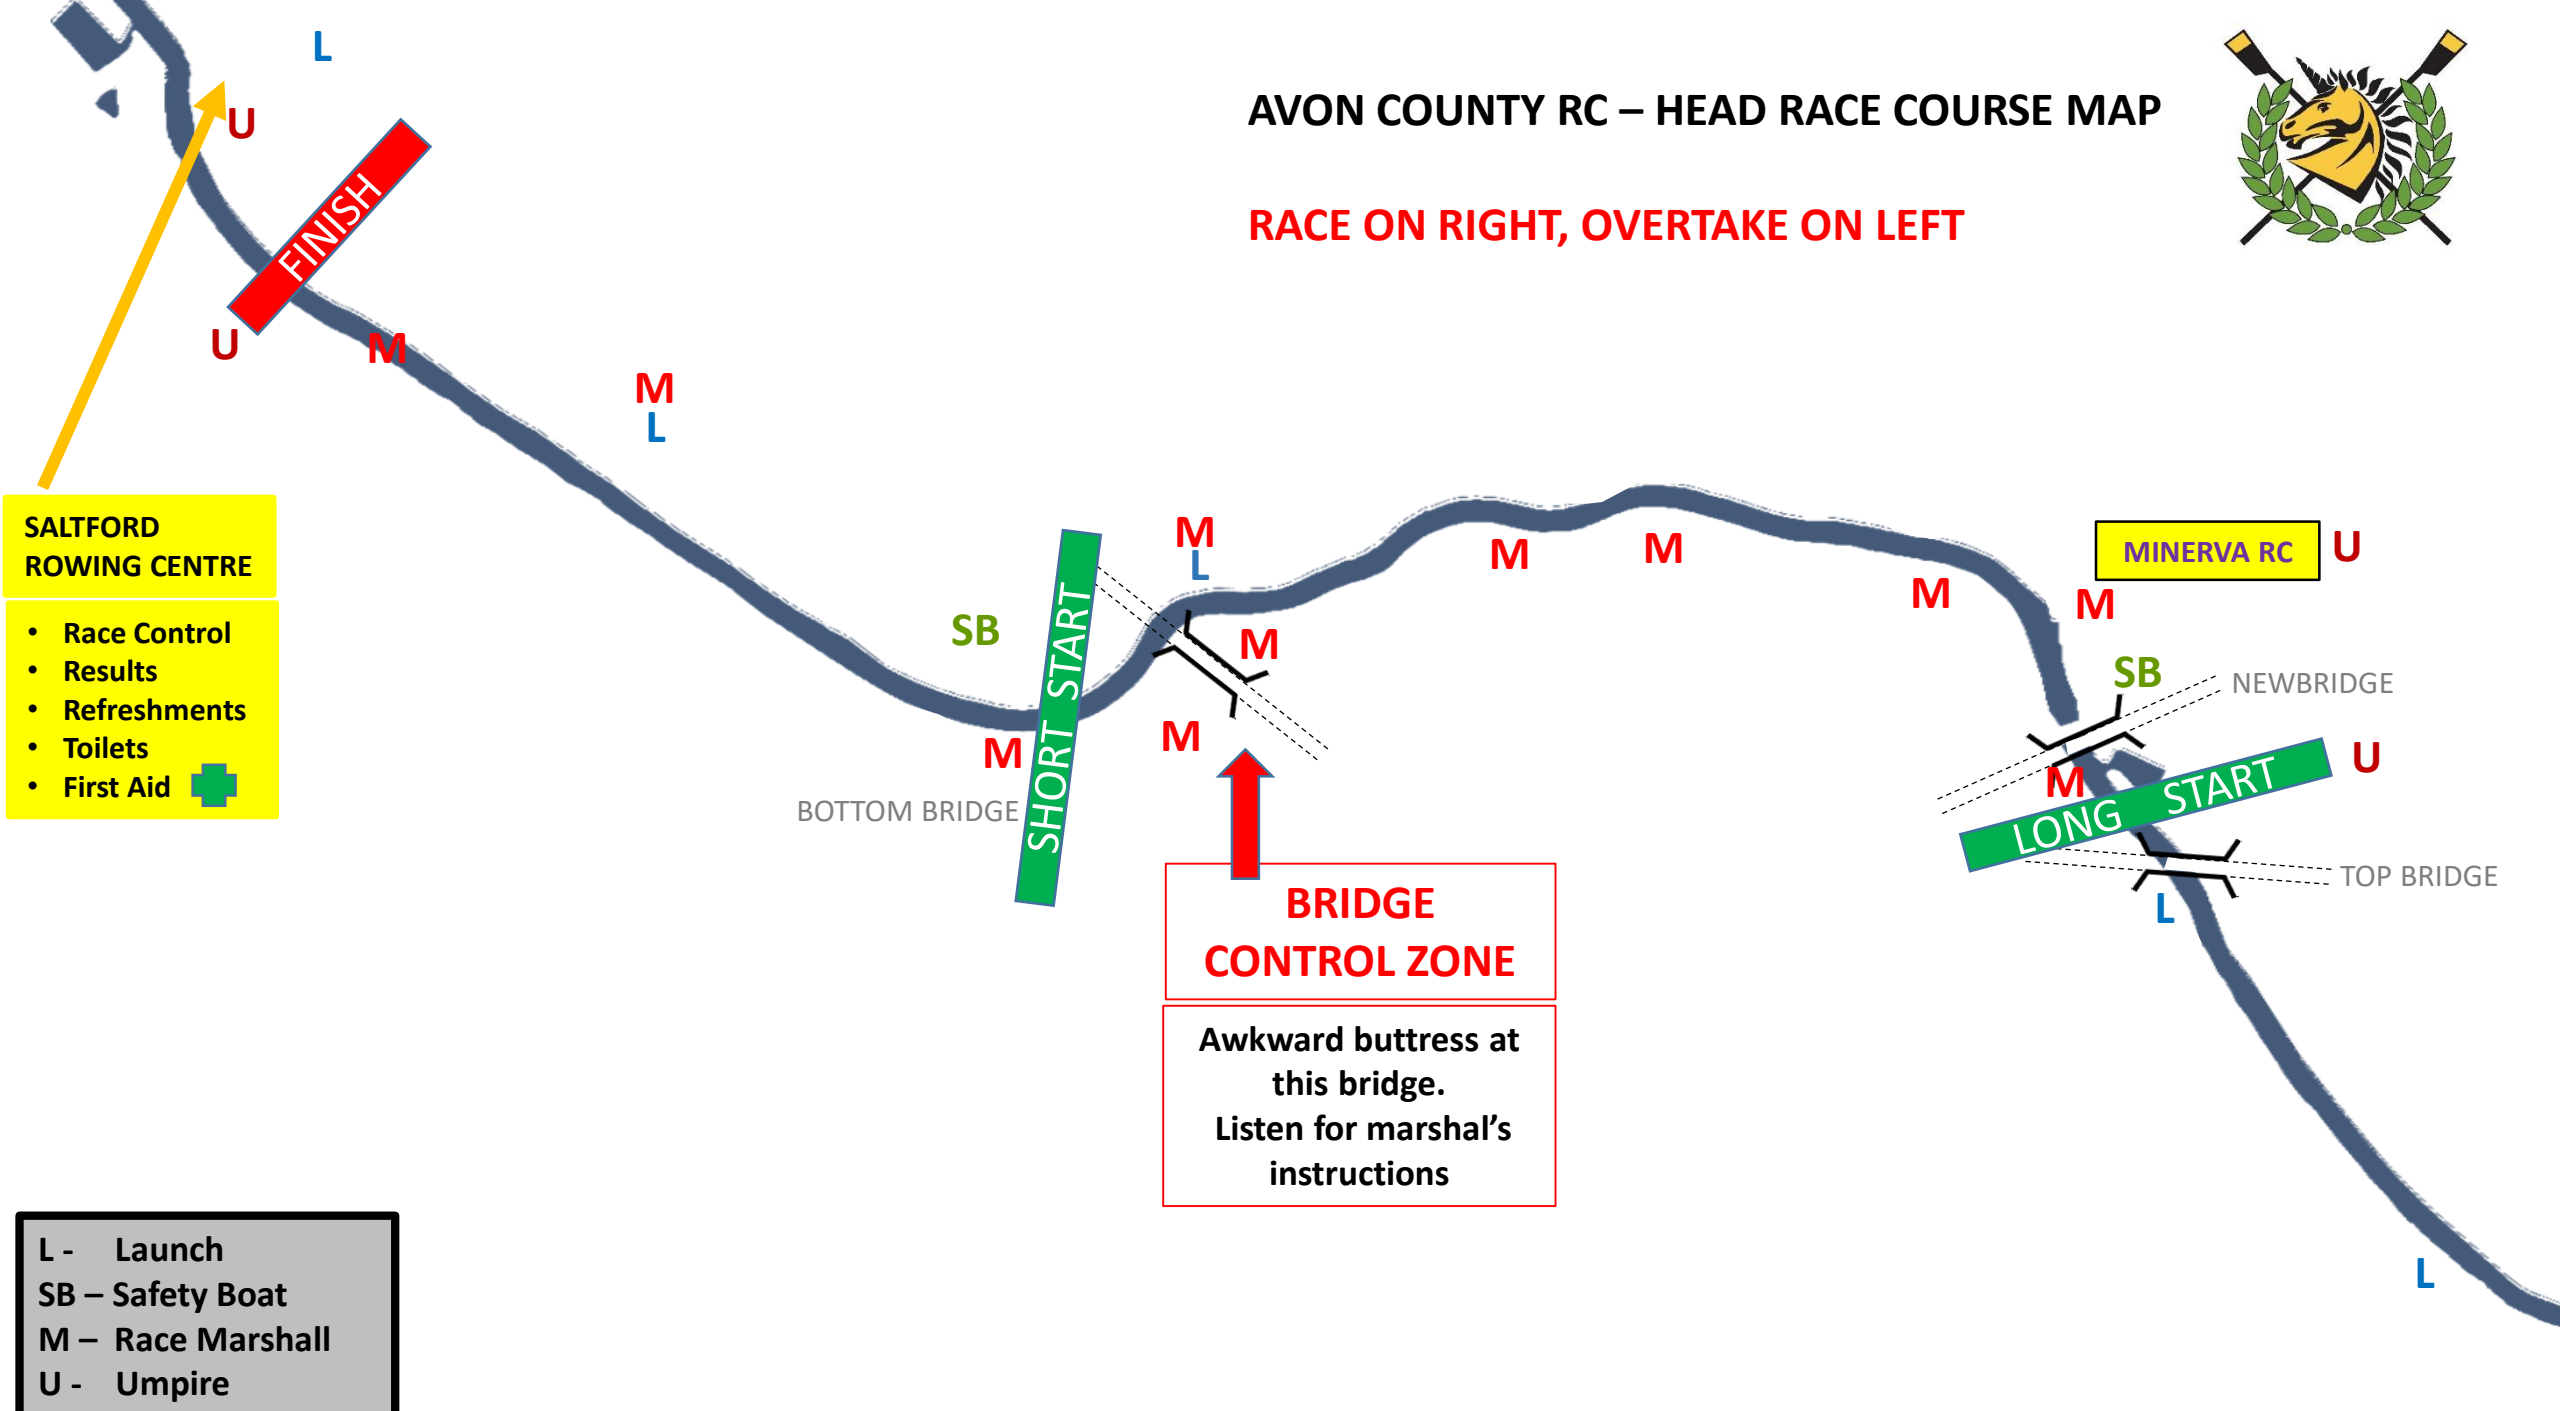 L
AVON COUNTY RC – HEAD RACE COURSE MAP
U
FINISH
RACE ON RIGHT, OVERTAKE ON LEFT
U
M
M
L
SALTFORD
ROWING CENTRE
• Race Control
• Results
• Refreshments
• Toilets
• First Aid
M
L
M
M
M
MINERVA RC
U
M
SB
SHORT START
M
SB
NEWBRIDGE
M
M
BOTTOM BRIDGE
M
LONG START
U
TOP BRIDGE
L
BRIDGE
CONTROL ZONE
Awkward buttress at
this bridge.
Listen for marshal’s
instructions
L
L - Launch
SB – Safety Boat
M – Race Marshall
U - Umpire